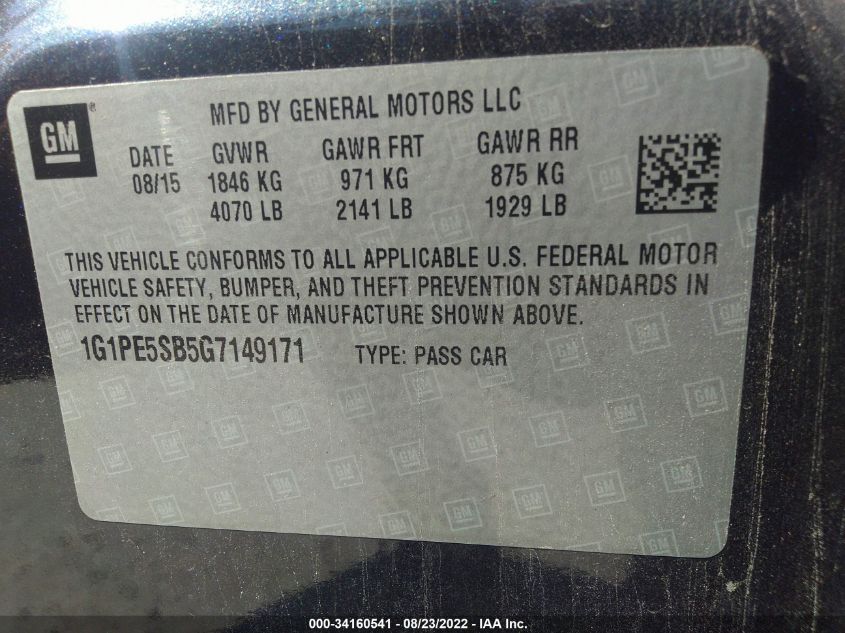 GM ®
MFD BY GENERAL MOTORS LLC
DATE GVWR GAWR FRT GAWR RR
08/15 1846 KG 971 KG 875 KG
4070 LB 2141 LB 1929 LB
THIS VEHICLE CONFORMS TO ALL APPLICABLE U.S. FEDERAL MOTOR
VEHICLE SAFETY, BUMPER, AND THEFT PREVENTION STANDARDS IN
EFFECT ON THE DATE OF MANUFACTURE SHOWN ABOVE.
1G1PE5SB5G7149171 TYPE: PASS CAR
000-34160541 - 08/23/2022 - IAA Inc.